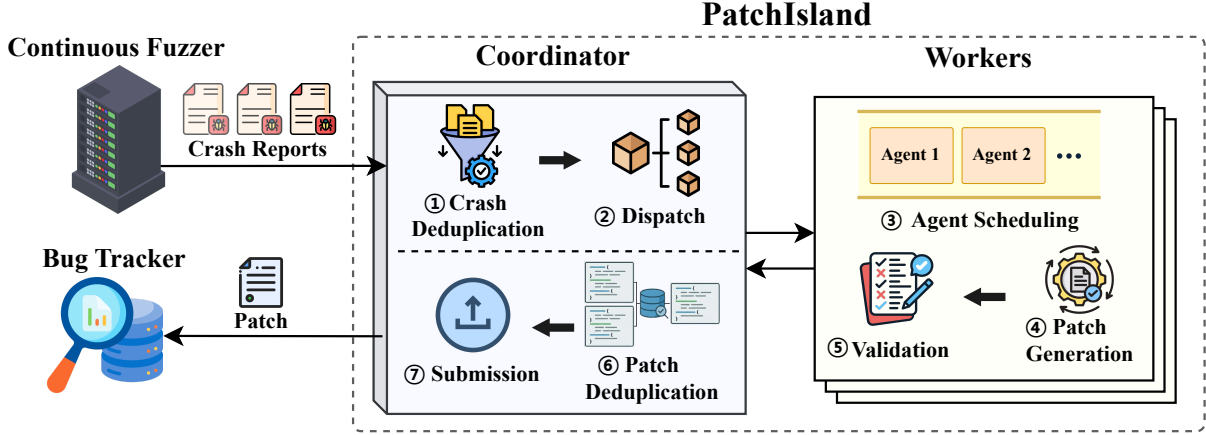 PatchIsland
Continuous Fuzzer
Coordinator
Workers
Crash Reports
① Crash
Deduplication
② Dispatch
Agent 1
Agent 2
•••
③ Agent Scheduling
Bug Tracker
Patch
⑦ Submission
⑥ Patch
Deduplication
⑤ Validation
④ Patch
Generation